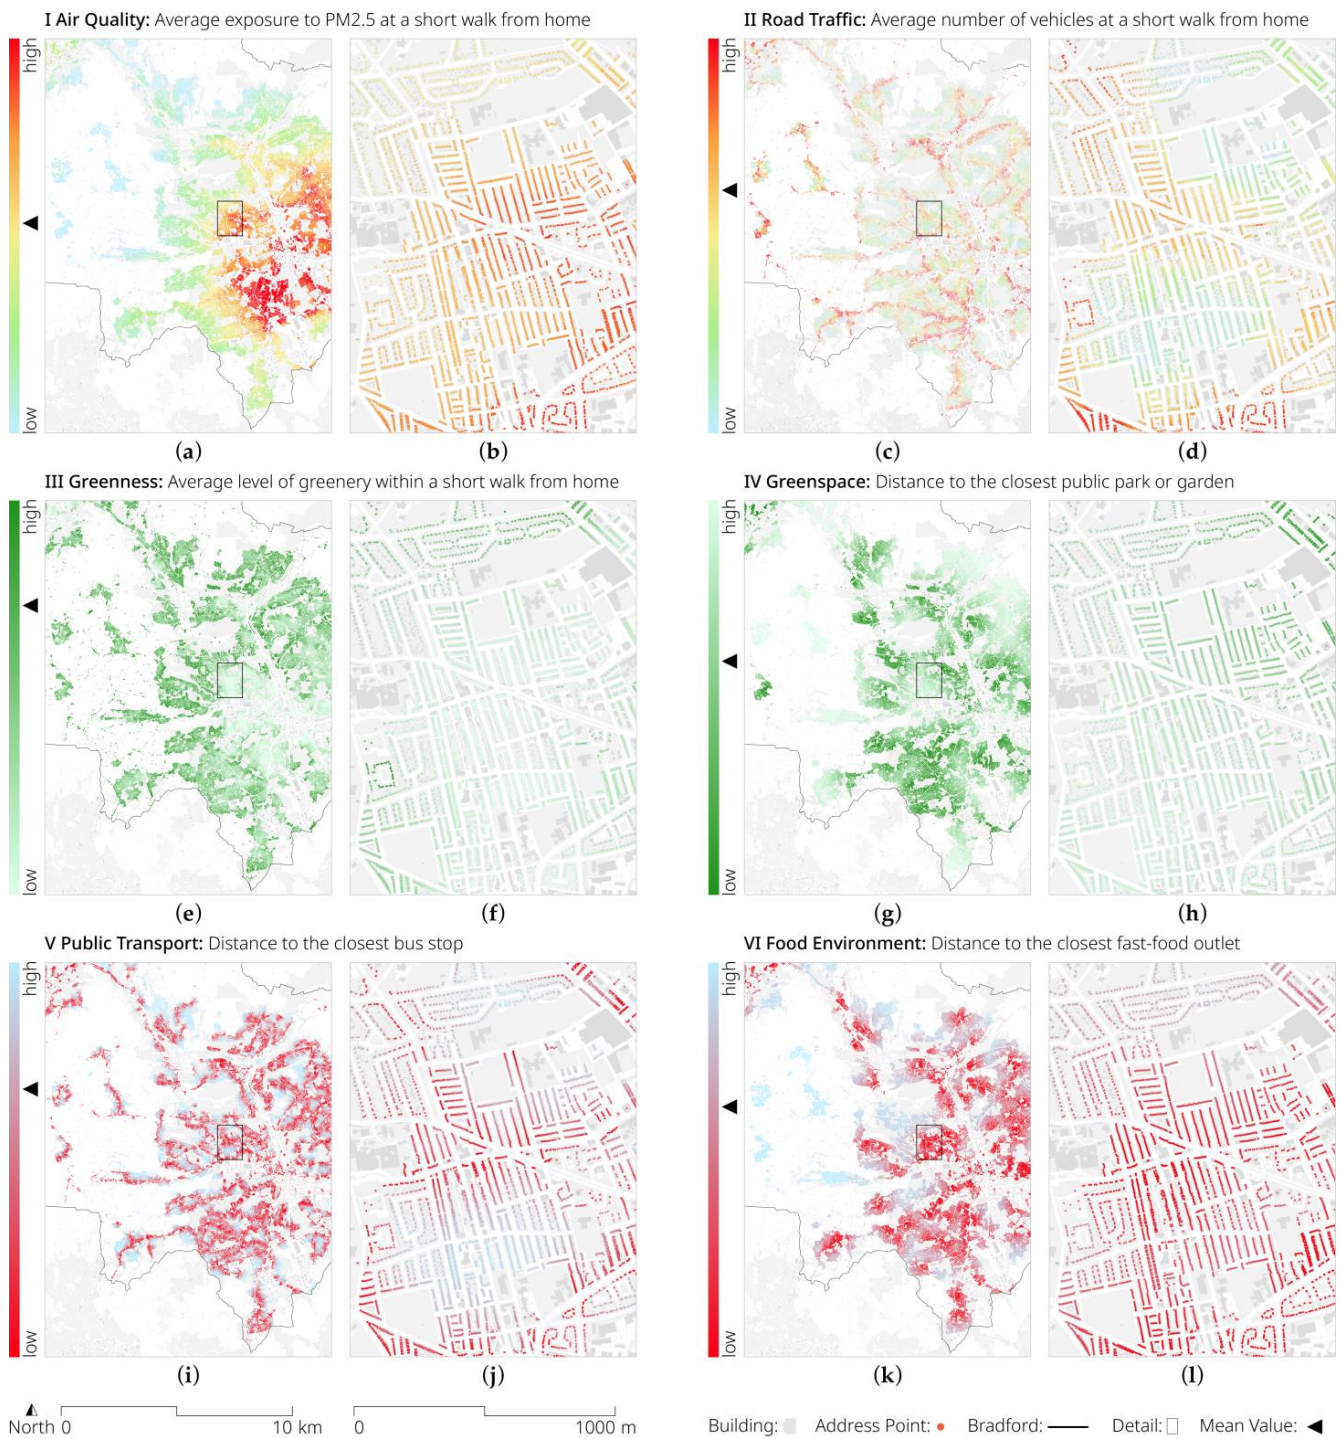 I Air Quality: Average exposure to PM2.5 at a short walk from home
II Road Traffic: Average number of vehicles at a short walk from home
high
low
high
low
(a)
(b)
(c)
(d)
III Greenness: Average level of greenery within a short walk from home
IV Greenspace: Distance to the closest public park or garden
high
low
high
low
(e)
(f)
(g)
(h)
V Public Transport: Distance to the closest bus stop
VI Food Environment: Distance to the closest fast-food outlet
high
low
high
low
(i)
(j)
(k)
(l)
North 0 10 km
0 1000 m
Building: Address Point: Bradford: Detail: Mean Value: